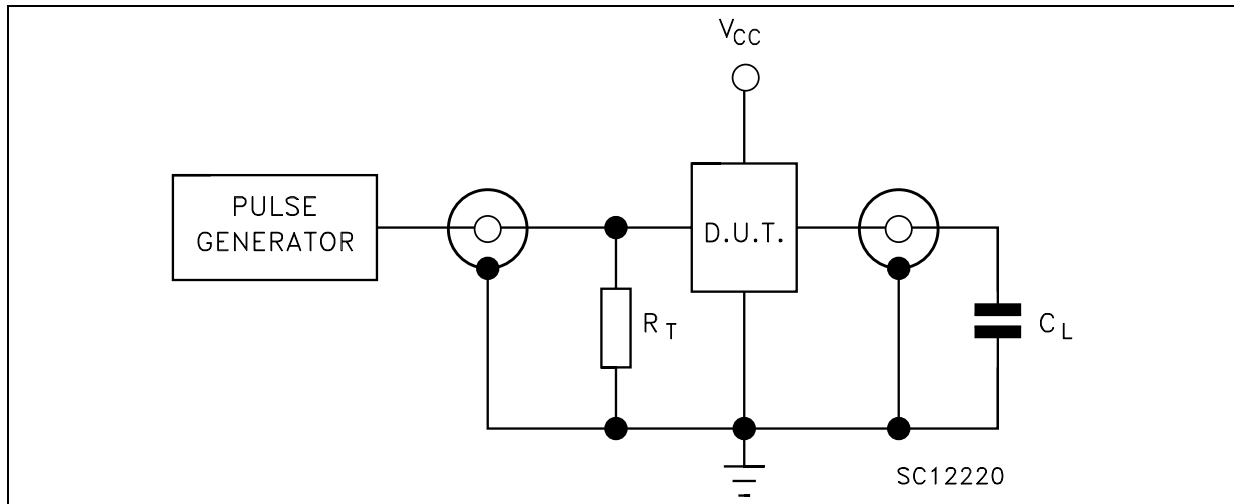 VCC
PULSE
GENERATOR
D.U.T.
RT
CL
SC12220